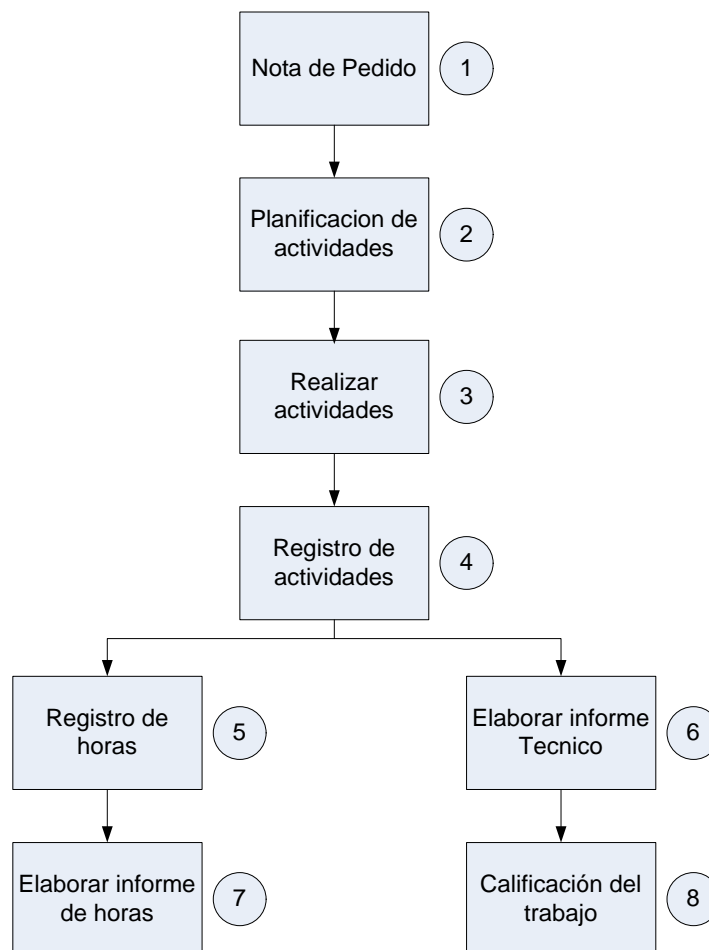 Nota de Pedido
1
Planificacion de
actividades
2
Realizar
actividades
3
Registro de
actividades
4
Registro de
horas
5
Elaborar informe
Tecnico
6
Elaborar informe
de horas
7
Calificación del
trabajo
8